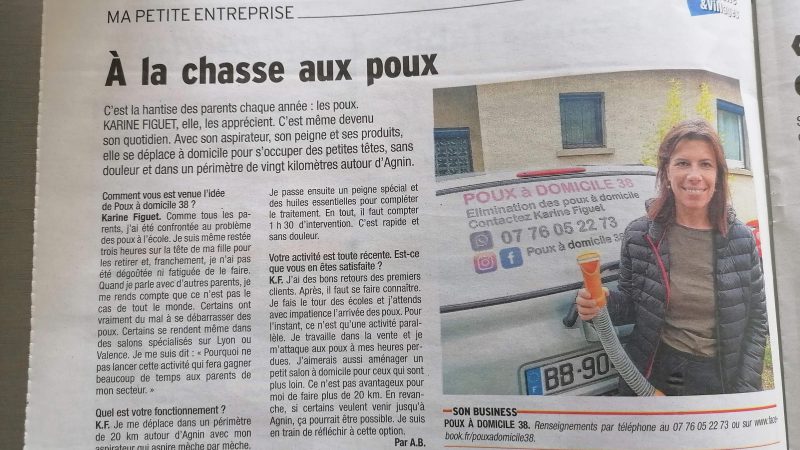 MA PETITE ENTREPRISE
&Villages
À la chasse aux poux
C'est la hantise des parents chaque année : les poux.
KARINE FIGUET, elle, les apprécient. C'est même devenu
son quotidien. Avec son aspirateur, son peigne et ses produits,
elle se déplace à domicile pour s'occuper des petites têtes, sans
douleur et dans un périmètre de vingt kilomètres autour d'Agnin.
Comment vous est venue l'idée
de Poux à domicile 38 ?
Karine Figuet. Comme tous les pa-
rents, j'ai été confrontée au problème
des poux à l'école. Je suis même restée
trois heures sur la tête de ma fille pour
les retirer et, franchement, je n'ai pas
été dégoûtée ni fatiguée de le faire.
Quand je parle avec d'autres parents, je
me rends compte que ce n'est pas le
cas de tout le monde. Certains ont
vraiment du mal à se débarrasser des
poux. Certains se rendent même dans
des salons spécialisés sur Lyon ou
Valence. Je me suis dit : « Pourquoi ne
pas lancer cette activité qui fera gagner
beaucoup de temps aux parents de
mon secteur. »
Quel est votre fonctionnement ?
K.F. Je me déplace dans un périmètre
de 20 km autour d'Agnin avec mon
aspirateur qui aspire mèche par mèche.
Je passe ensuite un peigne spécial et
des huiles essentielles pour compléter
le traitement. En tout, il faut compter
1 h 30 d'intervention. C'est rapide et
sans douleur.
Votre activité est toute récente. Est-ce
que vous en êtes satisfaite ?
K.F. J'ai des bons retours des premiers
clients. Après, il faut se faire connaître.
Je fais le tour des écoles et j'attends
avec impatience l'arrivée des poux. Pour
l'instant, ce n'est qu'une activité paral-
lèle. Je travaille dans la vente et je
m'attaque aux poux à mes heures per-
dues. J'aimerais aussi aménager un
petit salon à domicile pour ceux qui sont
plus loin. Ce n'est pas avantageux pour
moi de faire plus de 20 km. En revan-
che, si certains veulent venir jusqu'à
Agnin, ça pourrait être possible. Je suis
en train de réfléchir à cette option.
Par A.B.
POUX à DOMICILE 38
Elimination des poux à domicile
Contactez Karine Figuet
07 76 05 22 73
Poux à domicile 38
F
BB-904
SON BUSINESS
POUX À DOMICILE 38. Renseignements par
téléphone au 07 76 05 22 73 ou sur www.face-
book.fr/pouxadomicile38.